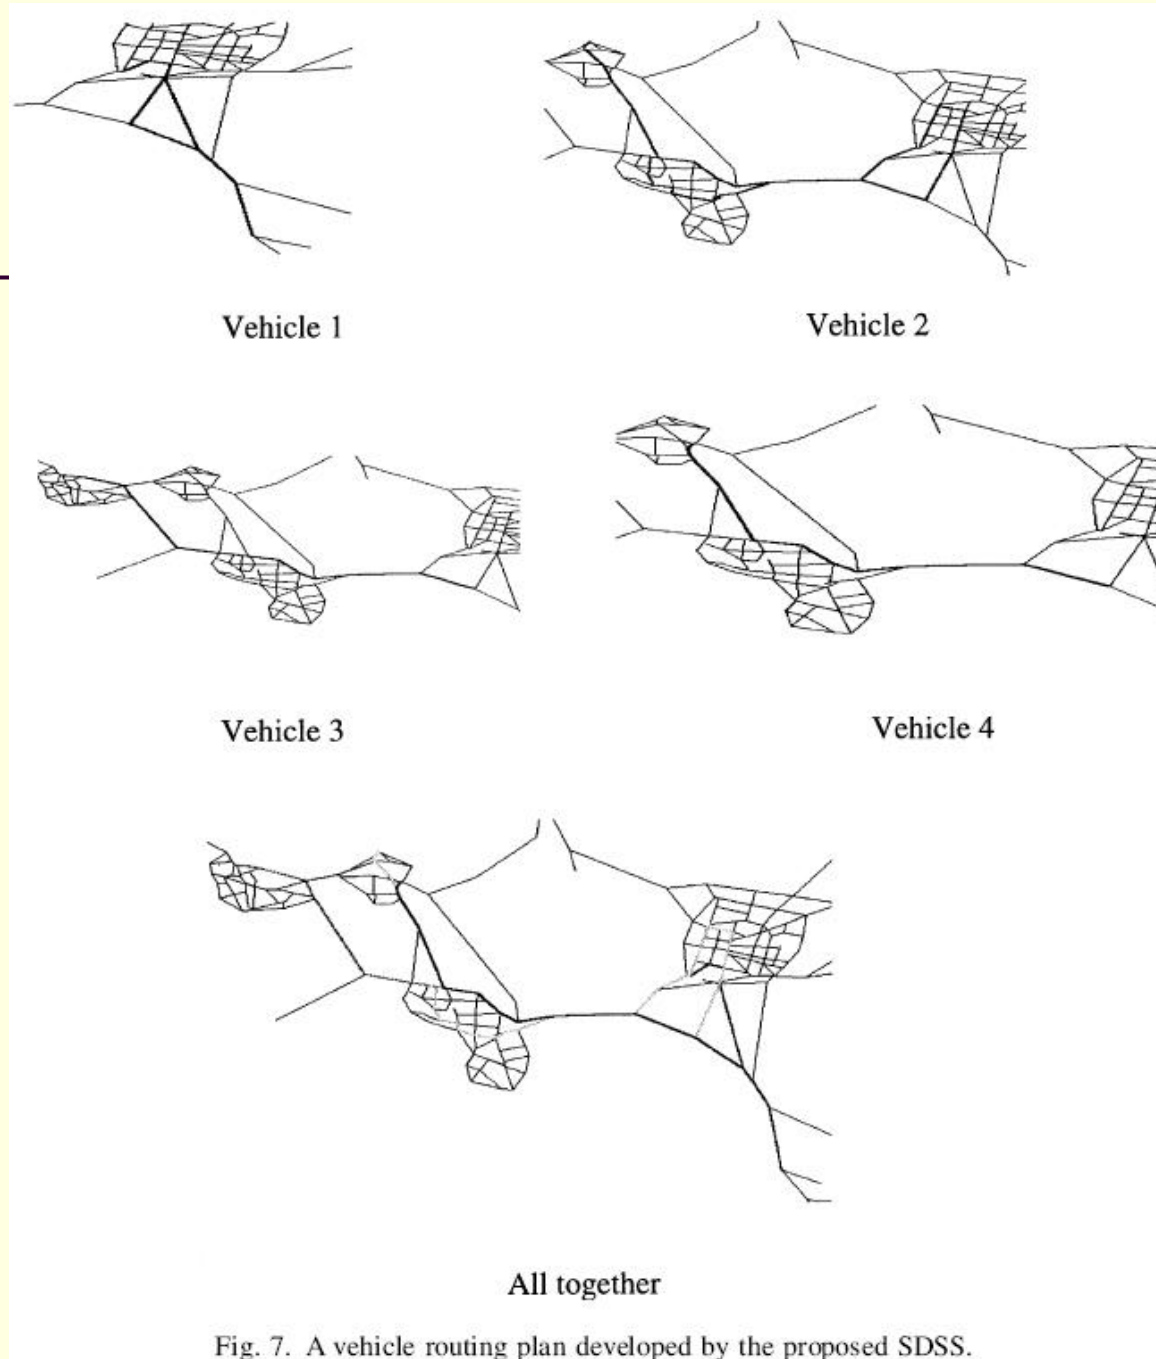 Vehicle 1
Vehicle 2
Vehicle 3
Vehicle 4
All together
Fig. 7. A vehicle routing plan developed by the proposed SDSS.